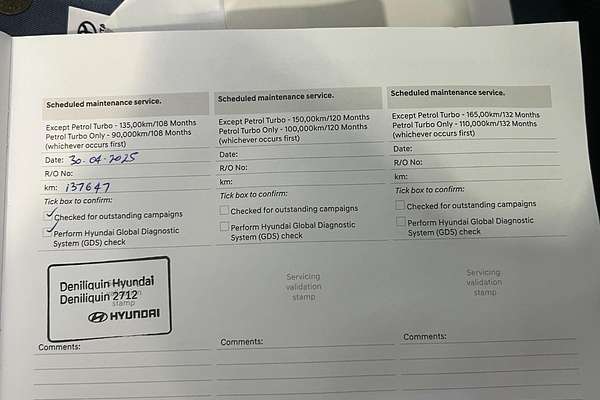 Scheduled maintenance service.
Except Petrol Turbo - 135,00km/108 Months
Petrol Turbo Only - 90,000km/108 Months
(whichever occurs first)
Date: 30-04-2025
R/O No:
km: 137647
Tick box to confirm:
Checked for outstanding campaigns
Perform Hyundai Global Diagnostic
System (GDS) check
Deniliquin Hyundai
Deniliquin 2712
HYUNDAI
Comments:
Scheduled maintenance service.
Except Petrol Turbo - 150,00km/120 Months
Petrol Turbo Only - 100,000km/120 Months
(whichever occurs first)
Date:
R/O No:
km:
Tick box to confirm:
Checked for outstanding campaigns
Perform Hyundai Global Diagnostic
System (GDS) check
Servicing
validation
stamp
Comments:
Scheduled maintenance service.
Except Petrol Turbo - 165,00km/132 Months
Petrol Turbo Only - 110,000km/132 Months
(whichever occurs first)
Date:
R/O No:
km:
Tick box to confirm:
Checked for outstanding campaigns
Perform Hyundai Global Diagnostic
System (GDS) check
Servicing
validation
stamp
Comments: